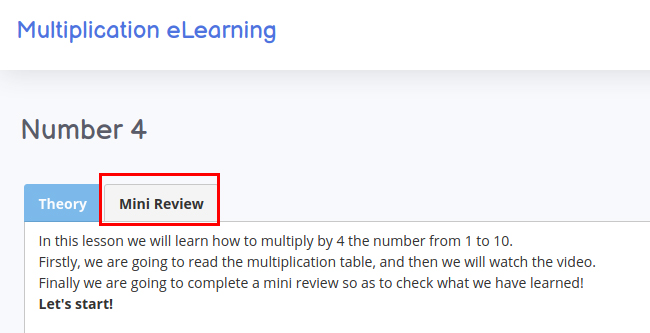 Multiplication eLearning
Number 4
Theory
Mini Review
In this lesson we will learn how to multiply by 4 the number from 1 to 10.
Firstly, we are going to read the multiplication table, and then we will watch the video.
Finally we are going to complete a mini review so as to check what we have learned!
Let's start!